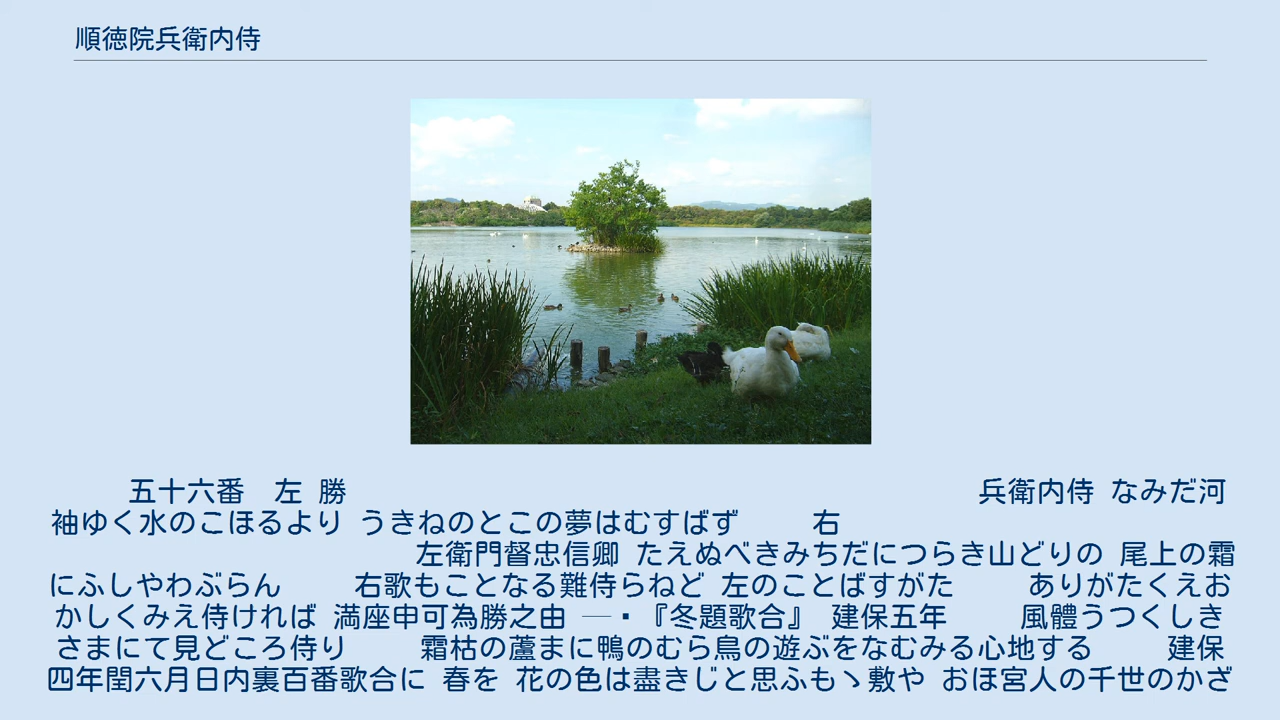 順徳院兵衛内侍
五十六番　左 勝 兵衛内侍 なみだ河
袖ゆく水のこほるより うきねのとこの夢はむすばず 右
左衛門督忠信卿 たえぬべきみちだにつらき山どりの 尾上の霜
にふしやわぶらん 右歌もことなる難侍らねど 左のことばすがた ありがたくえお
かしくみえ侍ければ 満座申可為勝之由 ―・『冬題歌合』 建保五年 風體うつくしき
さまにて見どころ侍り 霜枯の蘆まに鴨のむら鳥の遊ぶをなむみる心地する 建保
四年閏六月日内裏百番歌合に 春を 花の色は盡きじと思ふもゝ敷や おほ宮人の千世のかざ